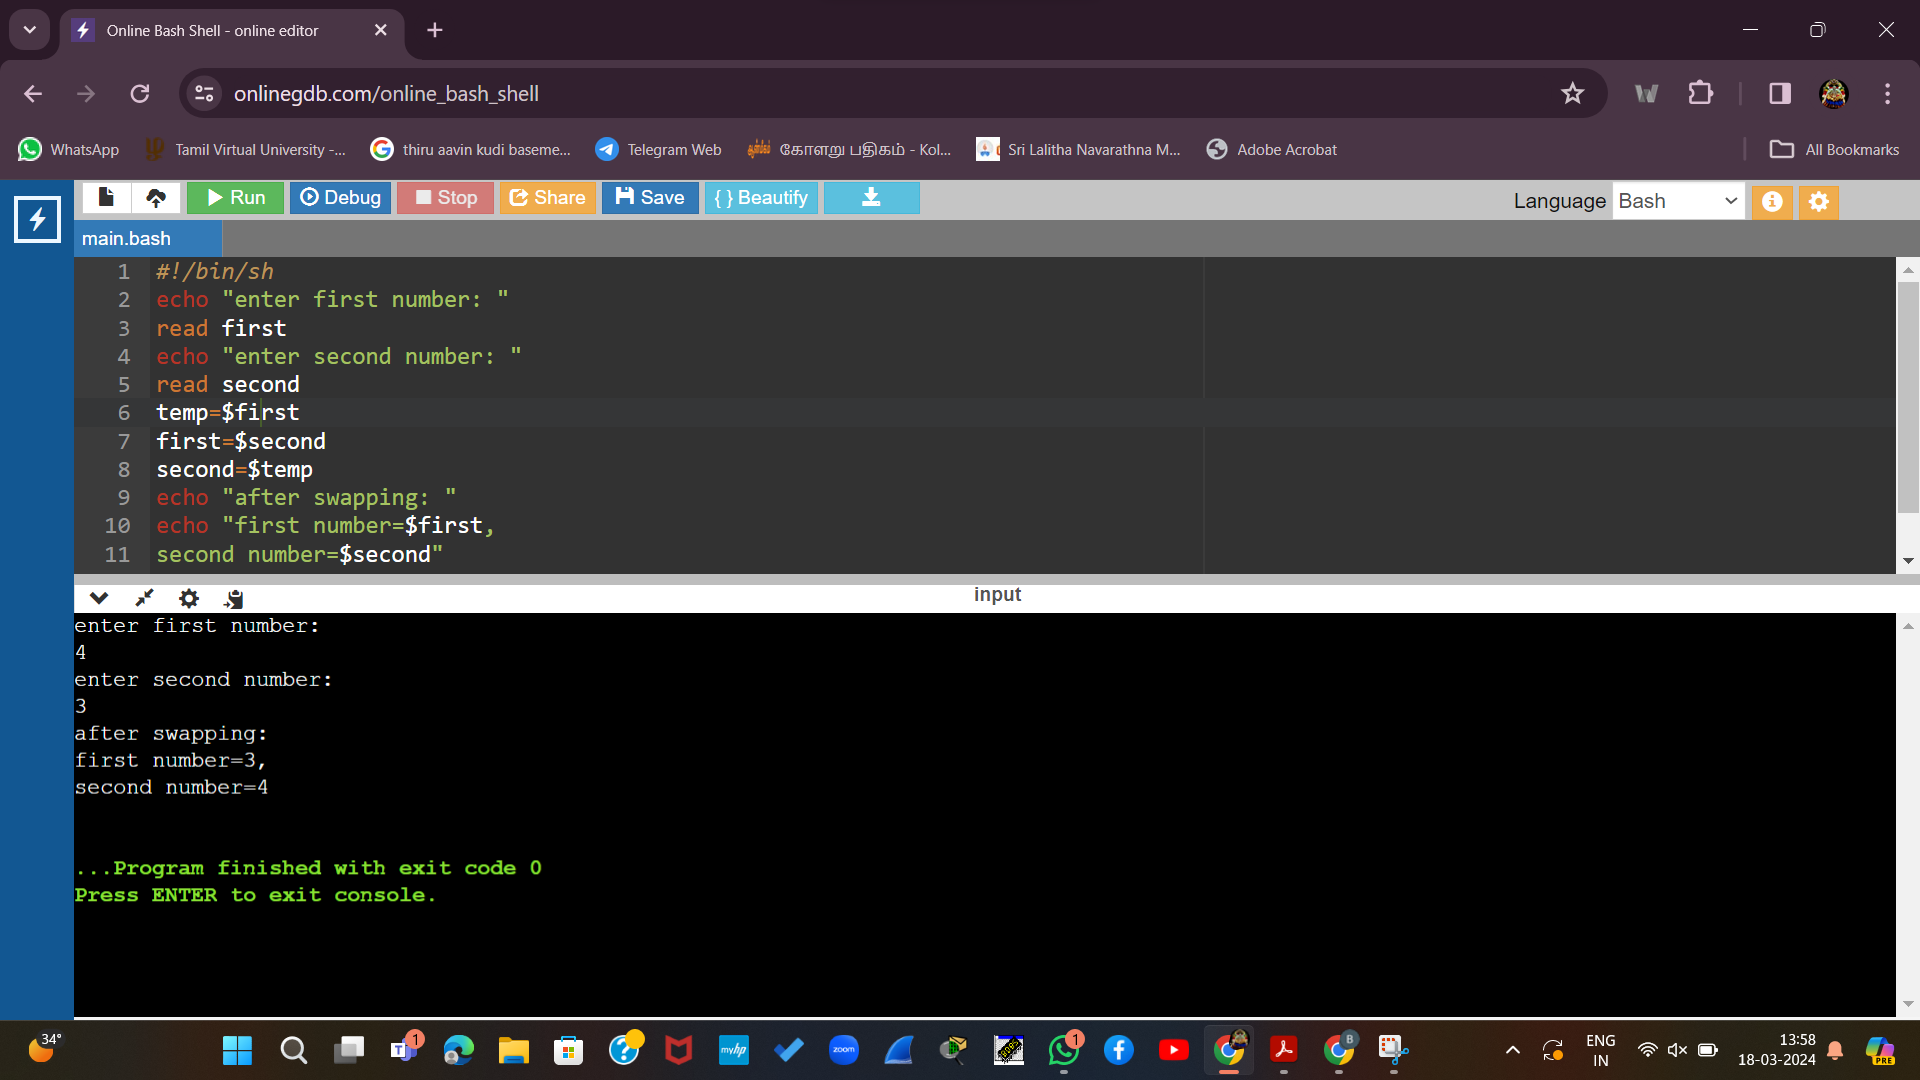 Online Bash Shell - online editor
onlinegdb.com/online_bash_shell
WhatsApp
Tamil Virtual University -...
thiru aavin kudi baseme...
Telegram Web
கோளறு பதிகம் - Kol...
Sri Lalitha Navarathna M...
Adobe Acrobat
All Bookmarks
Run
Debug
Stop
Share
Save
{ } Beautify
Language
Bash
main.bash
1 #!/bin/sh
2 echo "enter first number: "
3 read first
4 echo "enter second number: "
5 read second
6 temp=$first
7 first=$second
8 second=$temp
9 echo "after swapping: "
10 echo "first number=$first,
11 second number=$second"
input
enter first number:
4
enter second number:
3
after swapping:
first number=3,
second number=4
...Program finished with exit code 0
Press ENTER to exit console.
34°
1
myhp
zoom
1
B
ENG
IN
13:58
18-03-2024
PRE